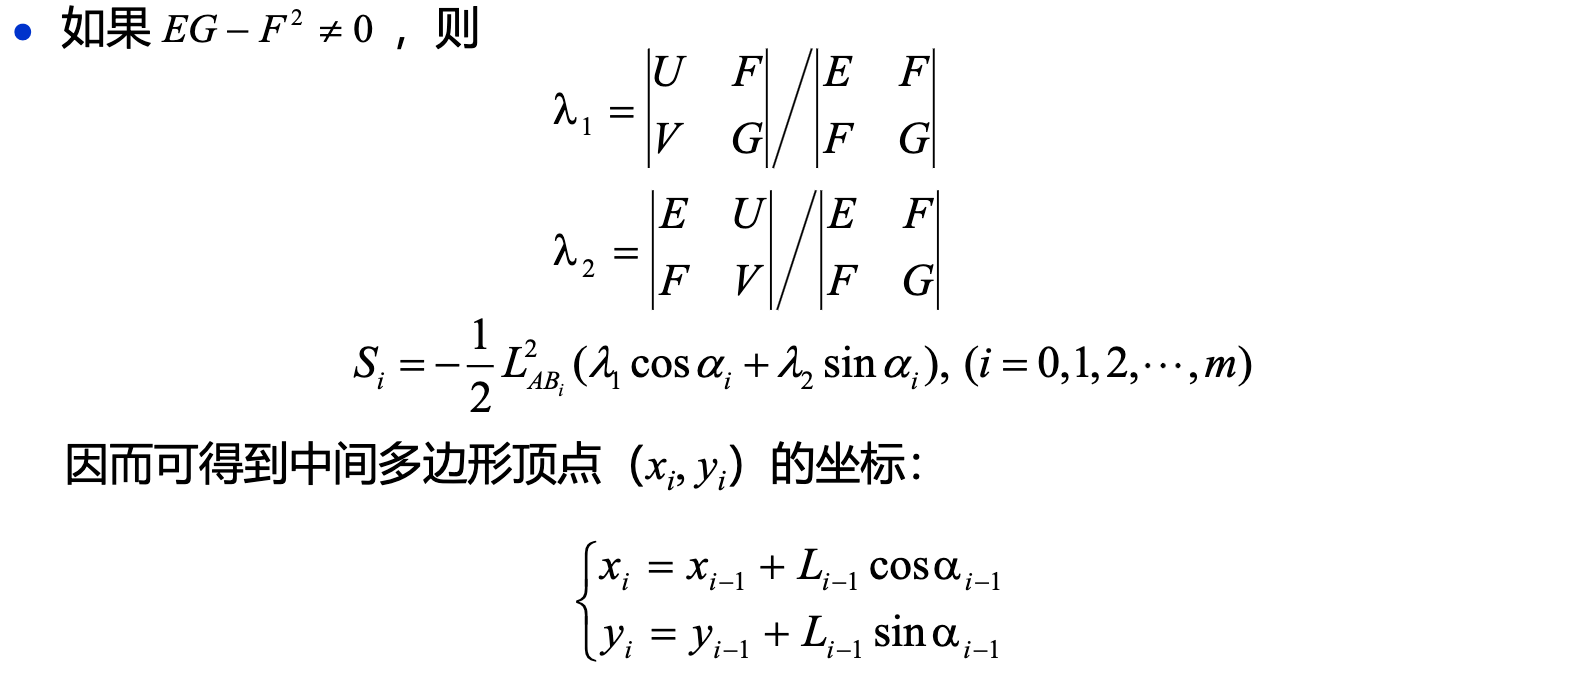 • 如果 $EG - F^2 \neq 0$ ，则
$\lambda_1 = \begin{vmatrix} U & F \\ V & G \end{vmatrix} \bigg/ \begin{vmatrix} E & F \\ F & G \end{vmatrix}$
$\lambda_2 = \begin{vmatrix} E & U \\ F & V \end{vmatrix} \bigg/ \begin{vmatrix} E & F \\ F & G \end{vmatrix}$
$S_i = -\frac{1}{2} L_{AB_i}^2 (\lambda_1 \cos \alpha_i + \lambda_2 \sin \alpha_i), (i = 0,1,2,\cdots,m)$
因而可得到中间多边形顶点（$x_i, y_i$）的坐标：
$\begin{cases} x_i = x_{i-1} + L_{i-1} \cos \alpha_{i-1} \\ y_i = y_{i-1} + L_{i-1} \sin \alpha_{i-1} \end{cases}$